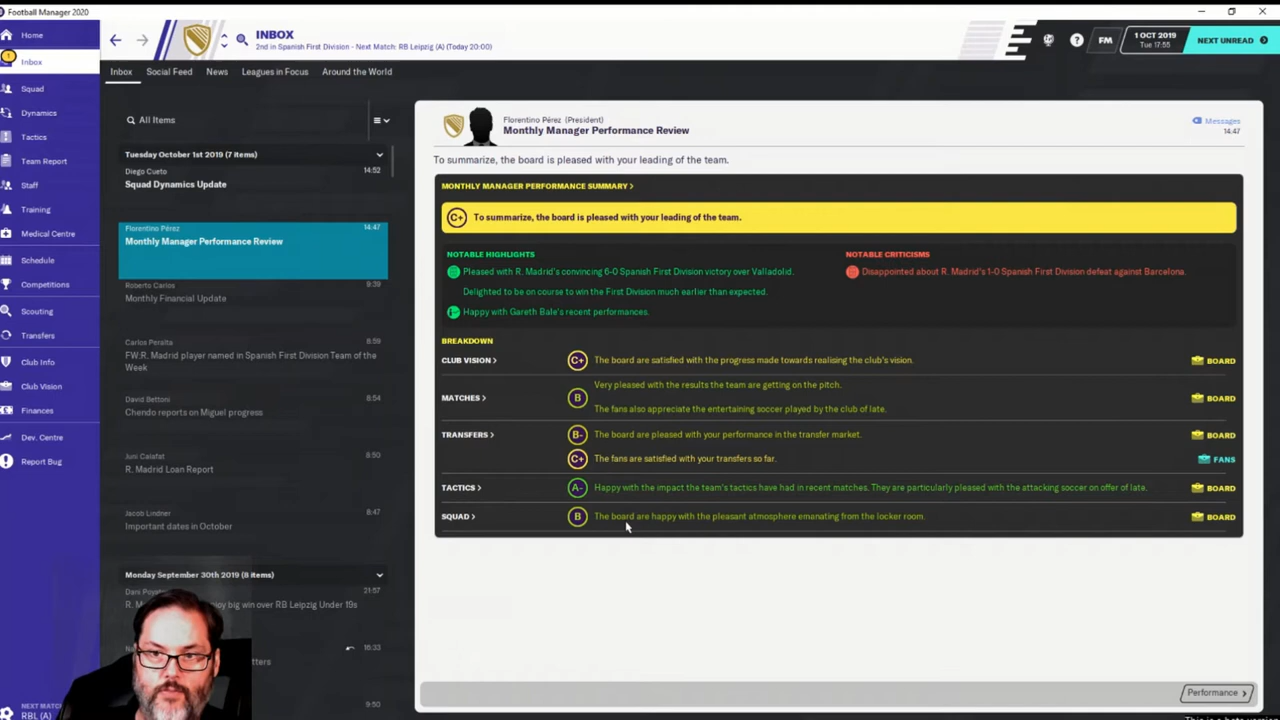 Football Manager 2020
Home
Inbox
Squad
Dynamics
Tactics
Team Report
Staff
Training
Medical Centre
Schedule
Competitions
Scouting
Transfers
Club Info
Club Vision
Finances
Dev. Centre
Report Bug
NEXT MATCH
RBL (A)
INBOX
2nd in Spanish First Division - Next Match: RB Leipzig (A) (Today 20:00)
FM
1 OCT 2019
Tue 17:55
NEXT UNREAD
Inbox Social Feed News Leagues in Focus Around the World
All Items
Tuesday October 1st 2019 (7 items)
Diego Cueto 14:52
Squad Dynamics Update
Florentino Pérez 14:47
Monthly Manager Performance Review
Roberto Carlos 9:39
Monthly Financial Update
Carlos Peralta 8:59
FW:R. Madrid player named in Spanish First Division Team of the
Week
David Bettoni 8:54
Chendo reports on Miguel progress
Juni Calafat 8:50
R. Madrid Loan Report
Jacob Lindner 8:47
Important dates in October
Monday September 30th 2019 (8 items)
21:57
big win over RB Leipzig Under 19s
16:33
9:50
Florentino Pérez (President)
Monthly Manager Performance Review
Messages
14:47
To summarize, the board is pleased with your leading of the team.
MONTHLY MANAGER PERFORMANCE SUMMARY >
C+ To summarize, the board is pleased with your leading of the team.
NOTABLE HIGHLIGHTS
Pleased with R. Madrid's convincing 6-0 Spanish First Division victory over Valladolid.
Delighted to be on course to win the First Division much earlier than expected.
Happy with Gareth Bale's recent performances.
NOTABLE CRITICISMS
Disappointed about R. Madrid's 1-0 Spanish First Division defeat against Barcelona.
BREAKDOWN
CLUB VISION > C+ The board are satisfied with the progress made towards realising the club's vision. BOARD
MATCHES > B Very pleased with the results the team are getting on the pitch. BOARD
The fans also appreciate the entertaining soccer played by the club of late.
TRANSFERS > B- The board are pleased with your performance in the transfer market. BOARD
C+ The fans are satisfied with your transfers so far. FANS
TACTICS > A- Happy with the impact the team's tactics have had in recent matches. They are particularly pleased with the attacking soccer on offer of late. BOARD
SQUAD > B The board are happy with the pleasant atmosphere emanating from the locker room. BOARD
Performance >